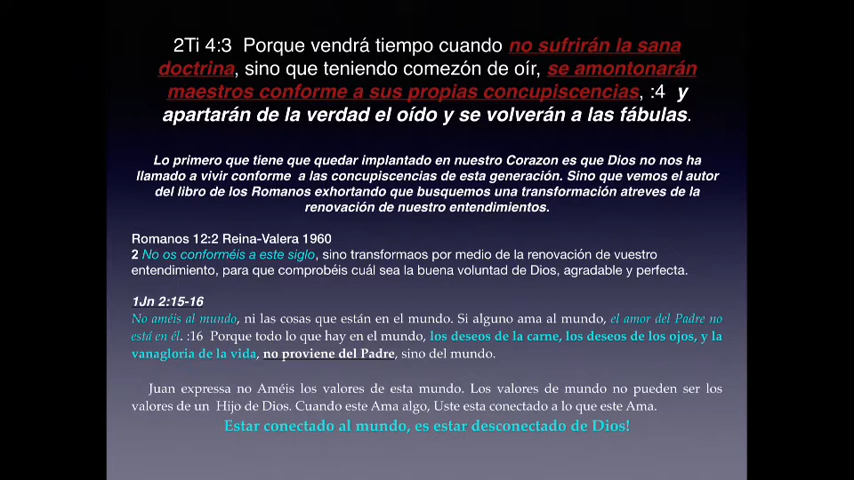 2Ti 4:3  Porque vendrá tiempo cuando no sufrirán la sana
doctrina, sino que teniendo comezón de oír, se amontonarán
maestros conforme a sus propias concupiscencias, :4  y
apartarán de la verdad el oído y se volverán a las fábulas.
Lo primero que tiene que quedar implantado en nuestro Corazon es que Dios no nos ha
llamado a vivir conforme  a las concupiscencias de esta generación. Sino que vemos el autor
del libro de los Romanos exhortando que busquemos una transformación atreves de la
renovación de nuestro entendimientos.
Romanos 12:2 Reina-Valera 1960
2 No os conforméis a este siglo, sino transformaos por medio de la renovación de vuestro
entendimiento, para que comprobéis cuál sea la buena voluntad de Dios, agradable y perfecta.
1Jn 2:15-16
No améis al mundo, ni las cosas que están en el mundo. Si alguno ama al mundo, el amor del Padre no
está en él. :16  Porque todo lo que hay en el mundo, los deseos de la carne, los deseos de los ojos, y la
vanagloria de la vida, no proviene del Padre, sino del mundo.
Juan expressa no Améis los valores de esta mundo. Los valores de mundo no pueden ser los
valores de un  Hijo de Dios. Cuando este Ama algo, Uste esta conectado a lo que este Ama.
Estar conectado al mundo, es estar desconectado de Dios!